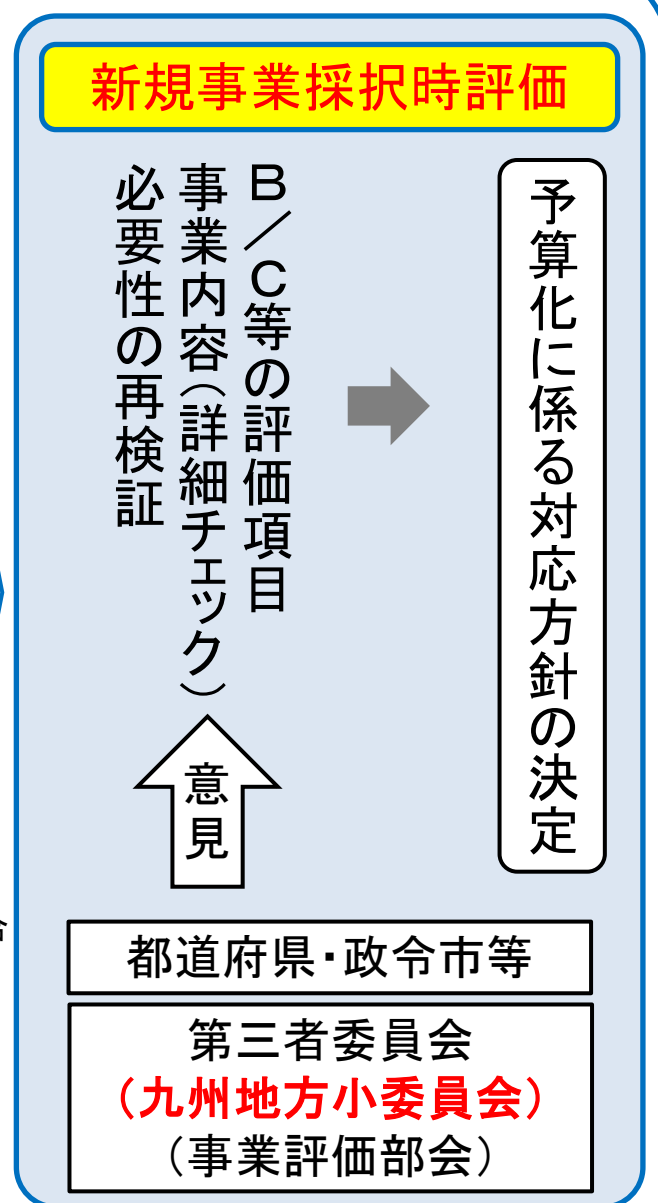 新規事業採択時評価
Ｂ／Ｃ等の評価項目
事業内容（詳細チェック）
必要性の再検証
予算化に係る対応方針の決定
意見
都道府県・政令市等
第三者委員会
（九州地方小委員会）
（事業評価部会）